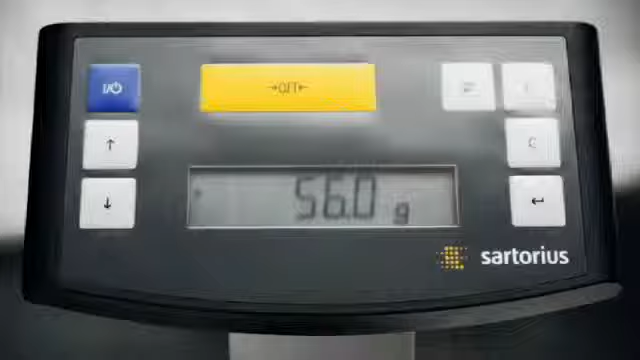 I/⏻
→0/T←
↑
↓
56.0 g
sartorius